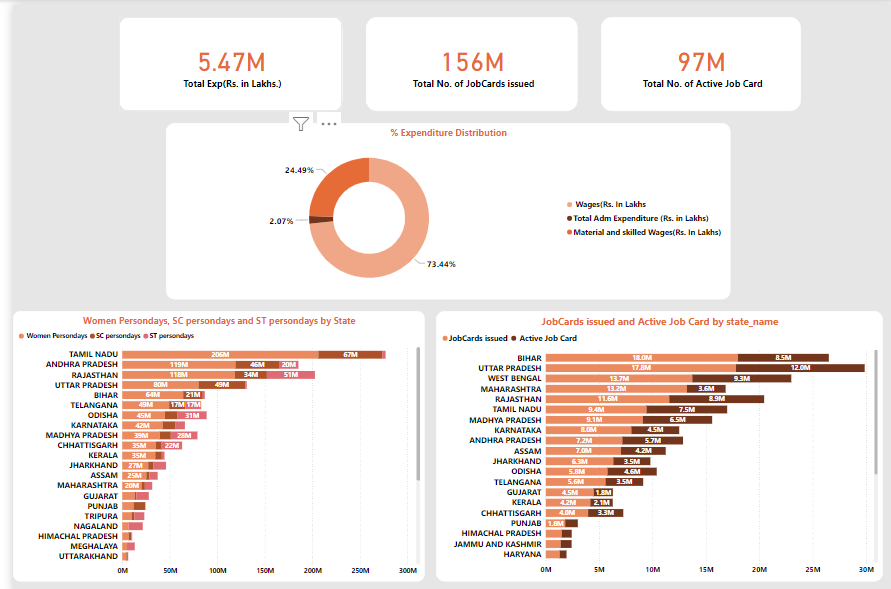 5.47M
Total Exp(Rs. in Lakhs.)
156M
Total No. of JobCards issued
97M
Total No. of Active Job Card
% Expenditure Distribution
24.49%
2.07%
73.44%
Wages(Rs. In Lakhs
Total Adm Expenditure (Rs. in Lakhs)
Material and skilled Wages(Rs. In Lakhs)
Women Persondays, SC persondays and ST persondays by State
Women Persondays SC persondays ST persondays
TAMIL NADU 206M 67M
ANDHRA PRADESH 119M 46M 20M
RAJASTHAN 118M 34M 51M
UTTAR PRADESH 80M 49M
BIHAR 64M 21M
TELANGANA 49M 17M 17M
ODISHA 45M 31M
KARNATAKA 42M
MADHYA PRADESH 39M 28M
CHHATTISGARH 35M 22M
KERALA 35M
JHARKHAND 27M
ASSAM 25M
MAHARASHTRA 20M
GUJARAT
PUNJAB
TRIPURA
NAGALAND
HIMACHAL PRADESH
MEGHALAYA
UTTARAKHAND
0M 50M 100M 150M 200M 250M 300M
JobCards issued and Active Job Card by state_name
JobCards issued Active Job Card
BIHAR 18.0M 8.5M
UTTAR PRADESH 17.8M 12.0M
WEST BENGAL 13.7M 9.3M
MAHARASHTRA 13.2M 3.6M
RAJASTHAN 11.6M 8.9M
TAMIL NADU 9.4M 7.5M
MADHYA PRADESH 9.1M 6.5M
KARNATAKA 8.0M 4.5M
ANDHRA PRADESH 7.2M 5.7M
ASSAM 7.0M 4.2M
JHARKHAND 6.3M 3.5M
ODISHA 5.8M 4.6M
TELANGANA 5.6M 3.5M
GUJARAT 4.5M 1.8M
KERALA 4.2M 2.1M
CHHATTISGARH 4.0M 3.3M
PUNJAB 1.8M
HIMACHAL PRADESH
JAMMU AND KASHMIR
HARYANA
0M 5M 10M 15M 20M 25M 30M